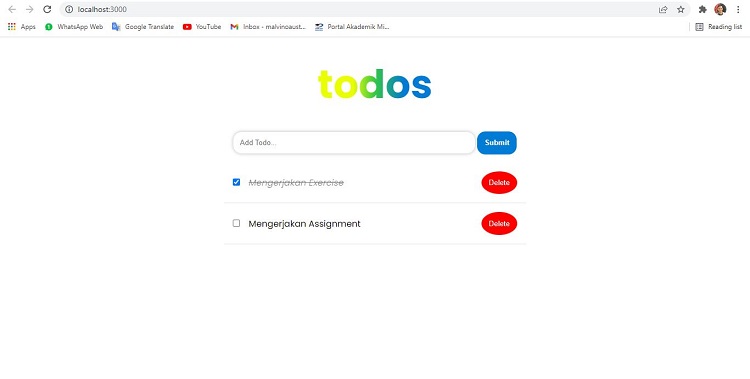 localhost:3000
Apps WhatsApp Web Google Translate YouTube Inbox - malvinoaust... Portal Akademik Mi... Reading list
todos
Add Todo... Submit
Mengerjakan Exercise Delete
Mengerjakan Assignment Delete